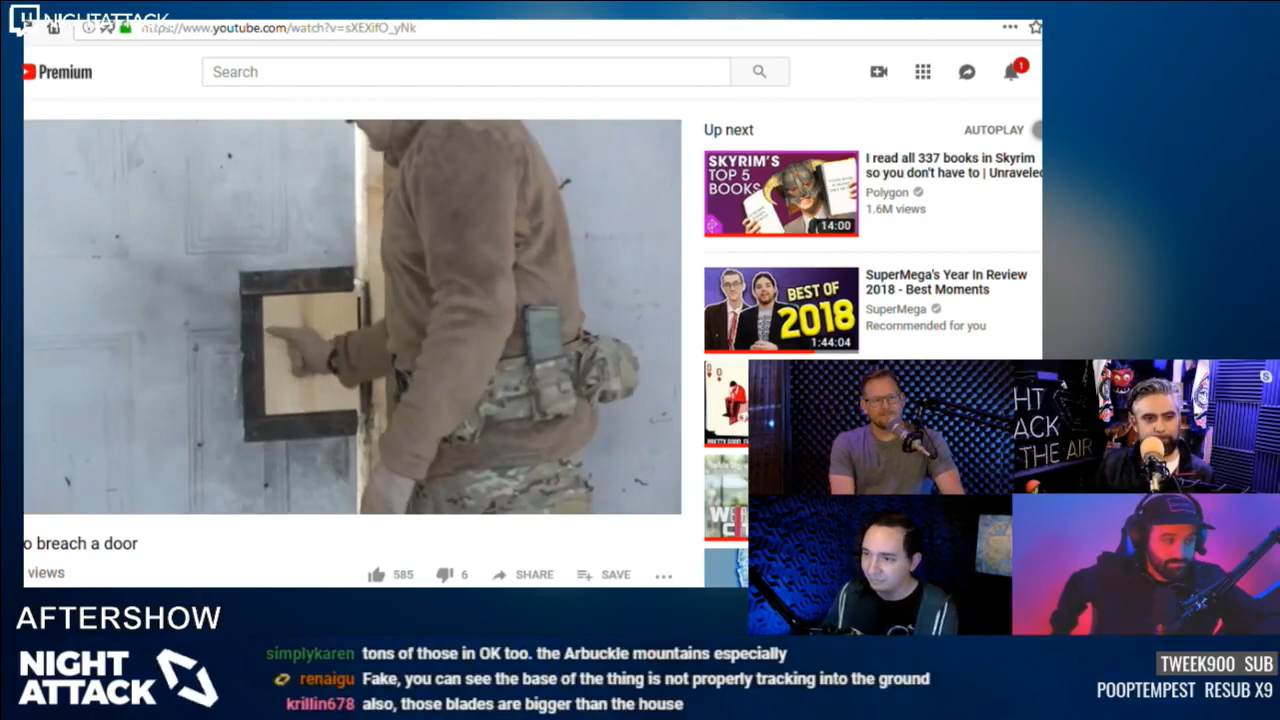 NIGHTATTACK
https://www.youtube.com/watch?v=sXEXifO_yNk
Premium
Search
1
Up next
AUTOPLAY
SKYRIM'S
TOP 5
BOOKS
14:00
I read all 337 books in Skyrim
so you don't have to | Unraveled
Polygon
1.6M views
BEST OF
2018
1:44:04
SuperMega's Year In Review
2018 - Best Moments
SuperMega
Recommended for you
HT
ACK
THE AIR
o breach a door
views
585
6
SHARE
SAVE
AFTERSHOW
NIGHT
ATTACK
simplykaren tons of those in OK too. the Arbuckle mountains especially
renaigu Fake, you can see the base of the thing is not properly tracking into the ground
krillin678 also, those blades are bigger than the house
TWEEK900 SUB
POOPTEMPEST RESUB X9